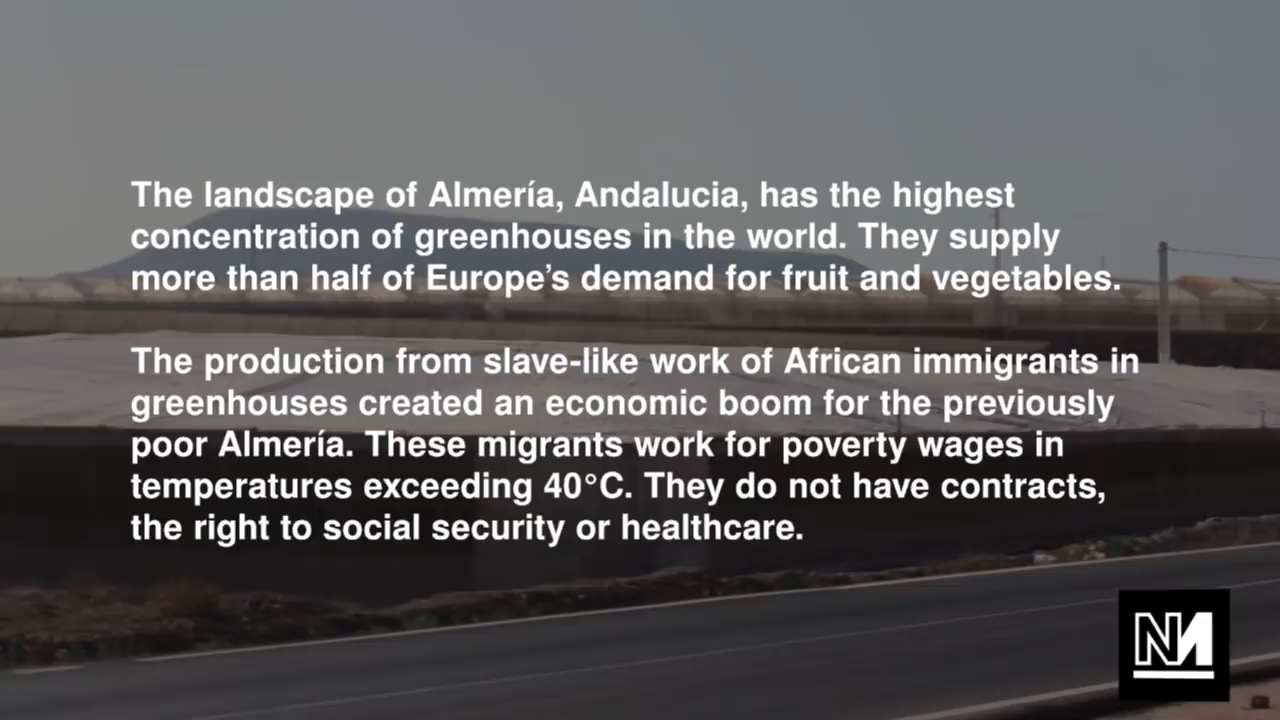 The landscape of Almería, Andalucia, has the highest
concentration of greenhouses in the world. They supply
more than half of Europe’s demand for fruit and vegetables.
The production from slave-like work of African immigrants in
greenhouses created an economic boom for the previously
poor Almería. These migrants work for poverty wages in
temperatures exceeding 40°C. They do not have contracts,
the right to social security or healthcare.
NM